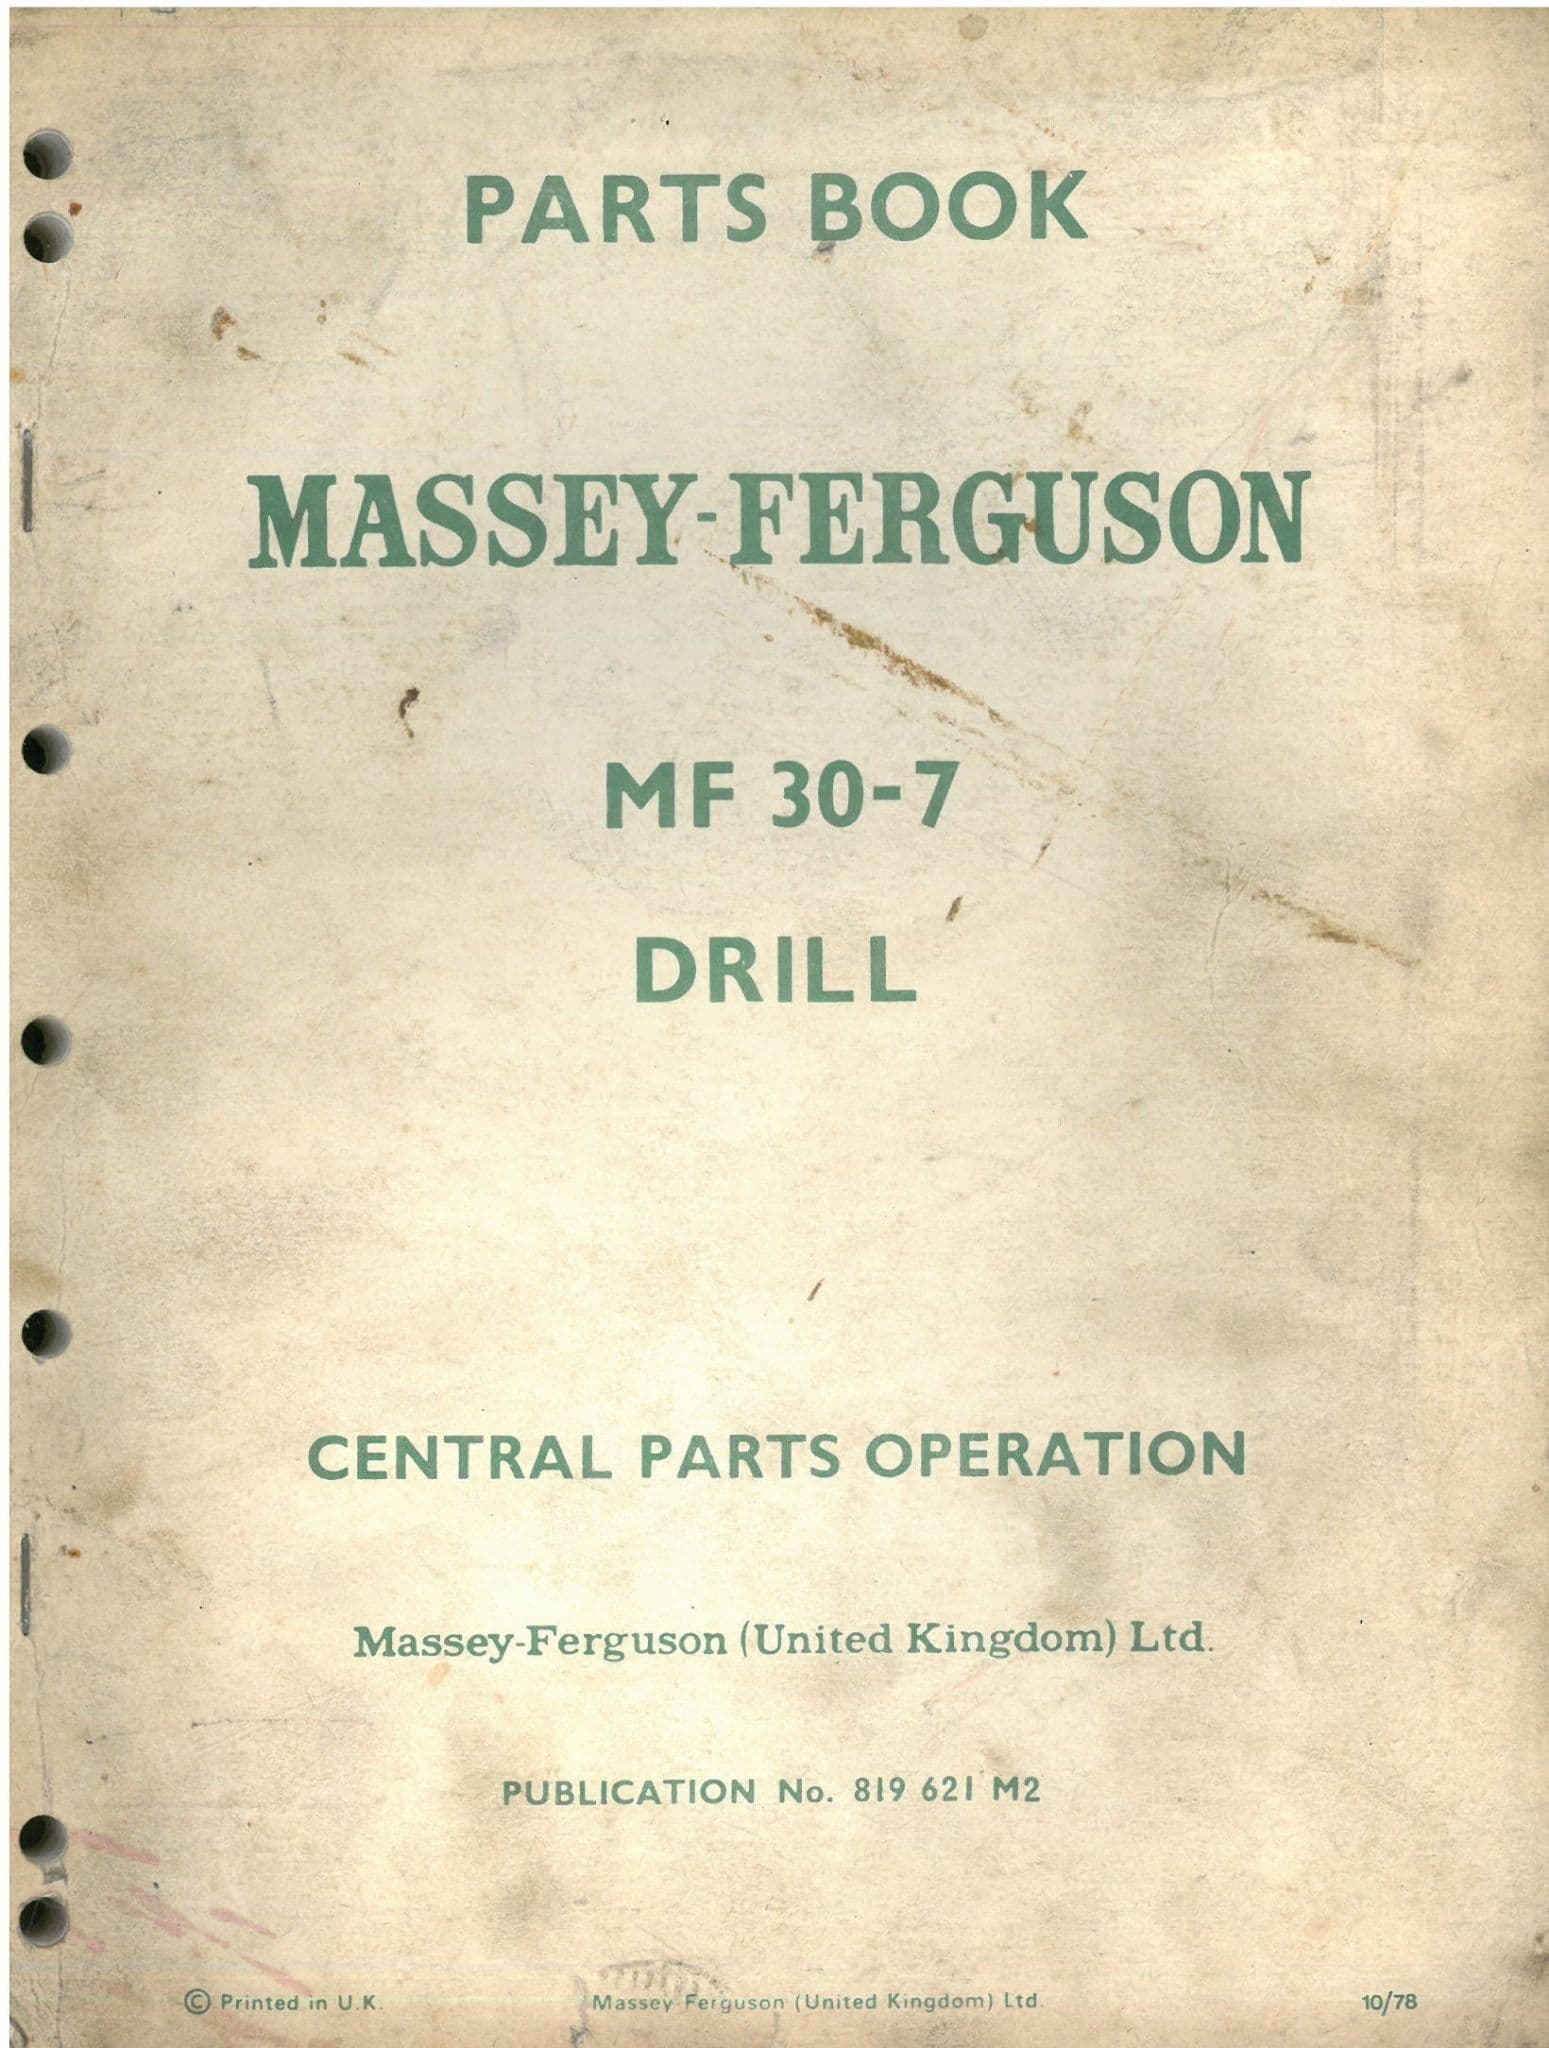 PARTS BOOK
MASSEY-FERGUSON
MF 30-7
DRILL
CENTRAL PARTS OPERATION
Massey-Ferguson (United Kingdom) Ltd.
PUBLICATION No. 819 621 M2
© Printed in U.K. Massey-Ferguson (United Kingdom) Ltd. 10/78